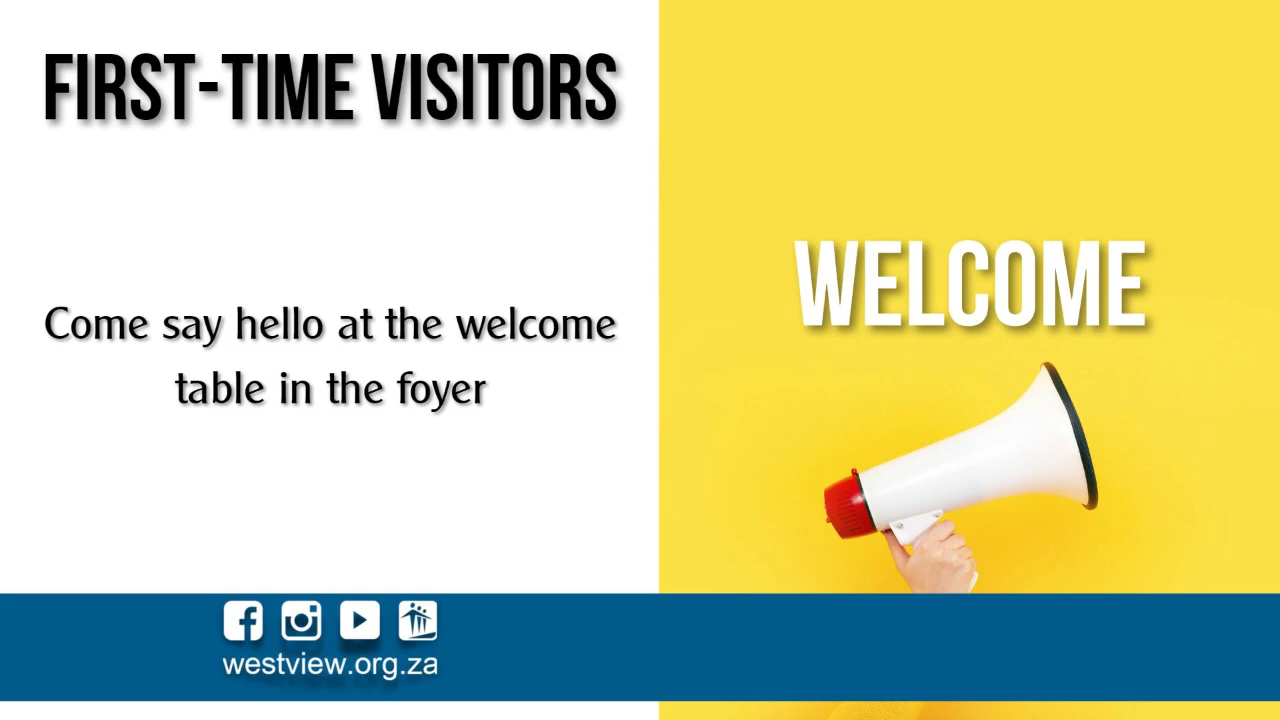 FIRST-TIME VISITORS
Come say hello at the welcome
table in the foyer
WELCOME
westview.org.za